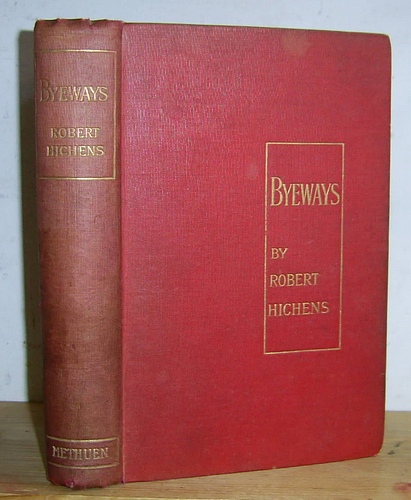 BYEWAYS
ROBERT
HICHENS
METHUEN
BYEWAYS
BY
ROBERT
HICHENS